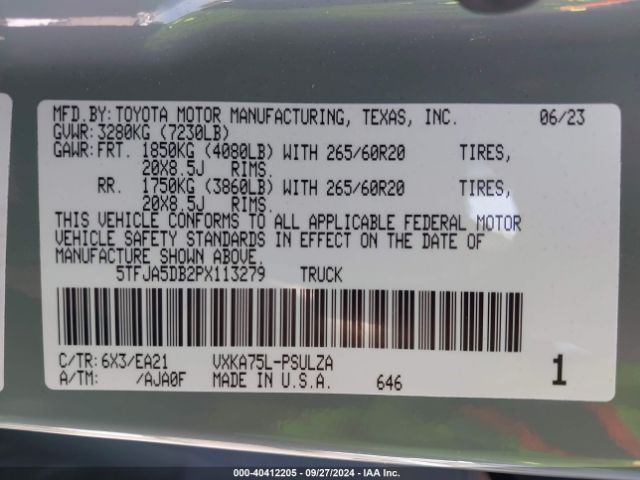 MFD.BY: TOYOTA MOTOR MANUFACTURING, TEXAS, INC. 06/23
GVWR: 3280KG (7230LB)
GAWR: FRT. 1850KG (4080LB) WITH 265/60R20 TIRES,
20X8.5J RIMS.
RR. 1750KG (3860LB) WITH 265/60R20 TIRES,
20X8.5J RIMS.
THIS VEHICLE CONFORMS TO ALL APPLICABLE FEDERAL MOTOR
VEHICLE SAFETY STANDARDS IN EFFECT ON THE DATE OF
MANUFACTURE SHOWN ABOVE.
5TFJA5DB2PX113279 TRUCK
C/TR: 6X3/EA21 VXKA75L-PSULZA
A/TM: /AJA0F MADE IN U.S.A. 646 1
000-40412205 - 09/27/2024 - IAA Inc.